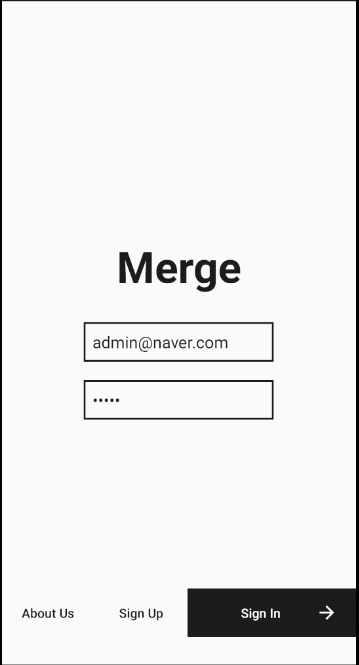 Merge
admin@naver.com
•••••
About Us Sign Up Sign In →